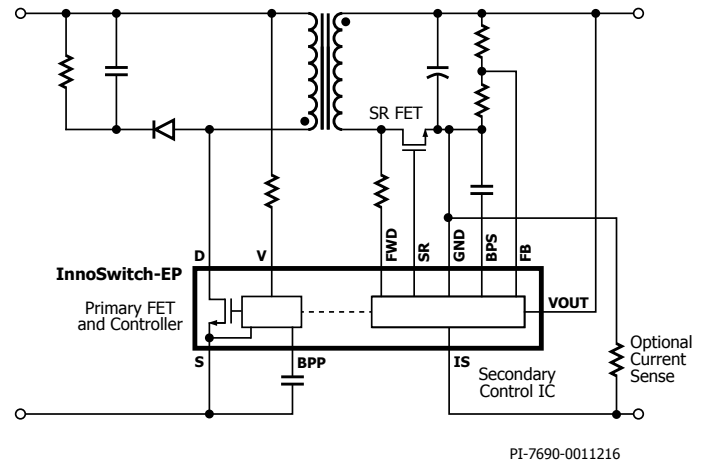 SR FET
D
V
FWD
SR
GND
BPS
FB
InnoSwitch-EP
VOUT
Primary FET
and Controller
S
BPP
IS
Secondary
Control IC
Optional
Current
Sense
PI-7690-0011216